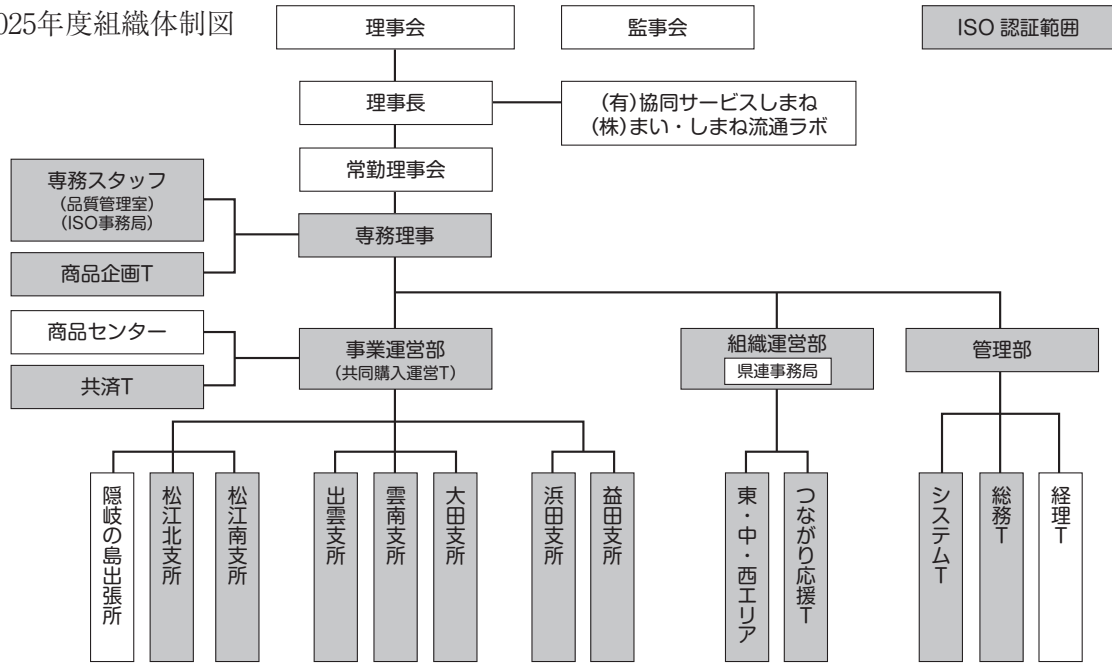 025年度組織体制図
理事会
監事会
ISO 認証範囲
理事長
(有)協同サービスしまね
(株)まい・しまね流通ラボ
常勤理事会
専務スタッフ
(品質管理室)
(ISO事務局)
専務理事
商品企画T
商品センター
事業運営部
(共同購入運営T)
組織運営部
県連事務局
管理部
共済T
隠岐の島出張所
松江北支所
松江南支所
出雲支所
雲南支所
大田支所
浜田支所
益田支所
東・中・西エリア
つながり応援T
システムT
総務T
経理T